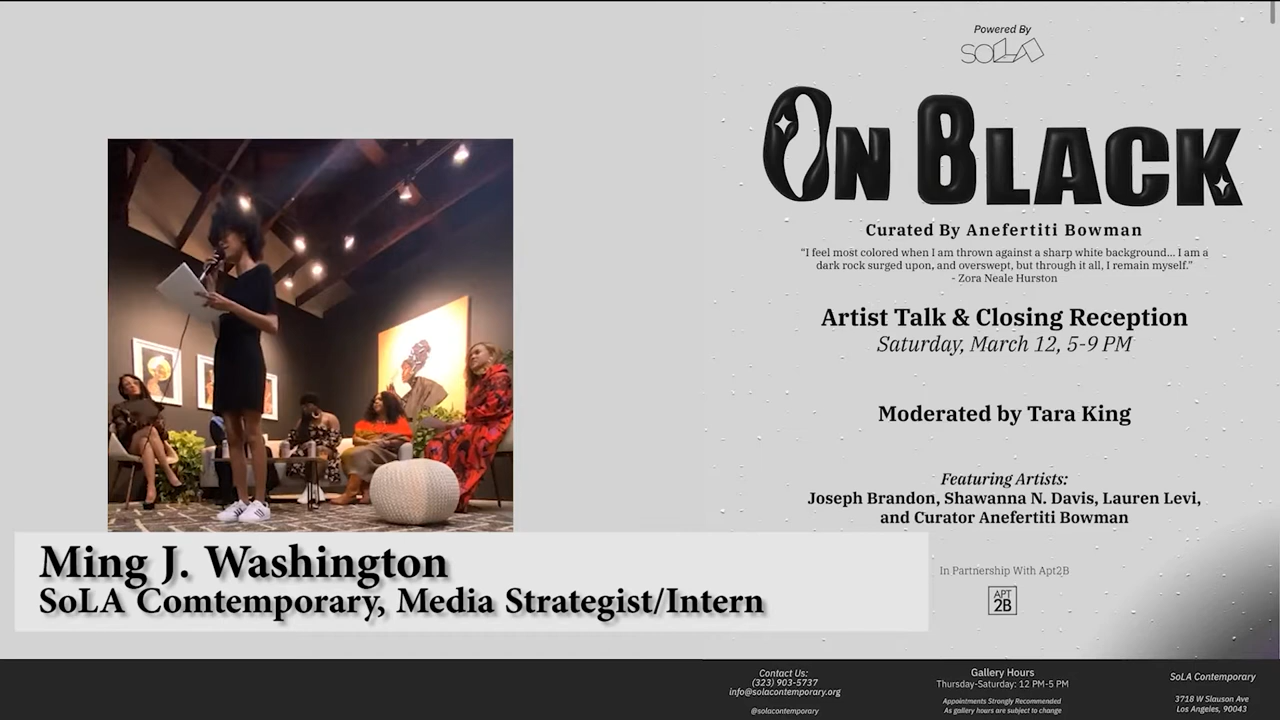 Powered By
SOLA
ON BLACK
Curated By Anefertiti Bowman
"I feel most colored when I am thrown against a sharp white background... I am a
dark rock surged upon, and overswept, but through it all, I remain myself."
- Zora Neale Hurston
Artist Talk & Closing Reception
Saturday, March 12, 5-9 PM
Moderated by Tara King
Featuring Artists:
Joseph Brandon, Shawanna N. Davis, Lauren Levi,
and Curator Anefertiti Bowman
In Partnership With Apt2B
APT
2B
Ming J. Washington
SoLA Comtemporary, Media Strategist/Intern
Contact Us:
(323) 903-5737
info@solacontemporary.org
@solacontemporary
Gallery Hours
Thursday-Saturday: 12 PM-5 PM
Appointments Strongly Recommended
As gallery hours are subject to change
SoLA Contemporary
3718 W Slauson Ave
Los Angeles, 90043